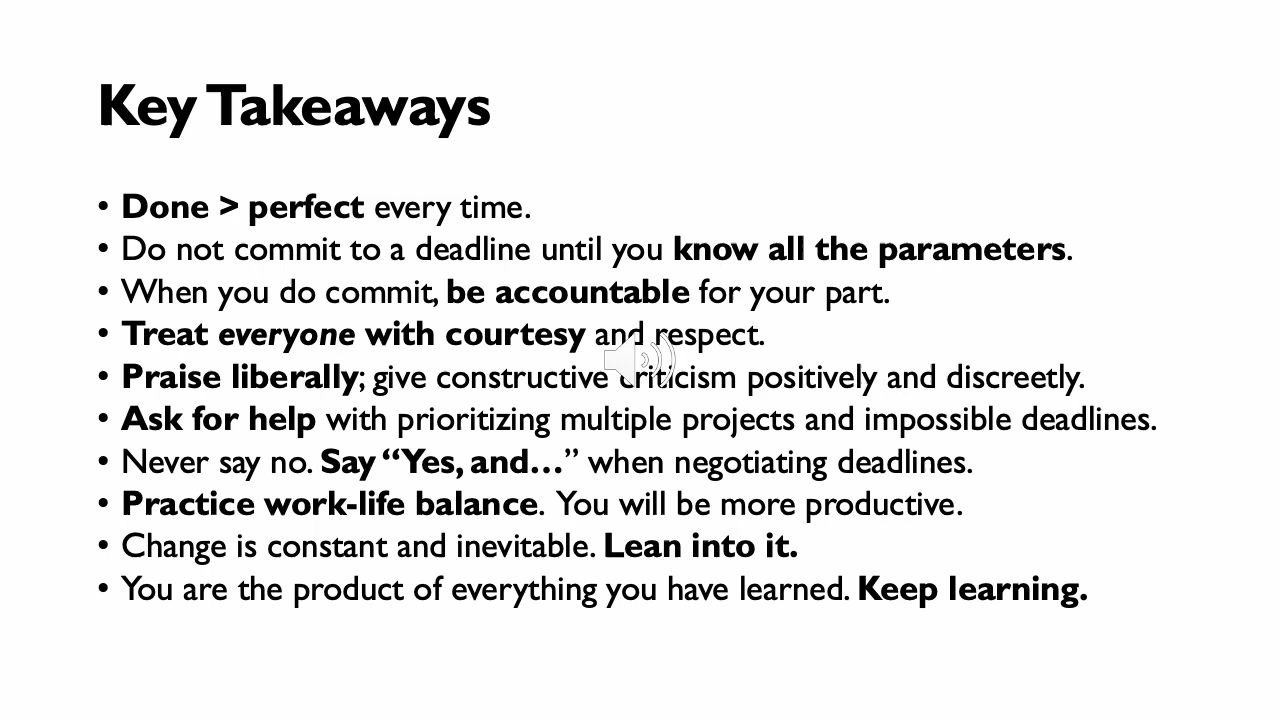 Key Takeaways
• Done > perfect every time.
• Do not commit to a deadline until you know all the parameters.
• When you do commit, be accountable for your part.
• Treat everyone with courtesy and respect.
• Praise liberally; give constructive criticism positively and discreetly.
• Ask for help with prioritizing multiple projects and impossible deadlines.
• Never say no. Say “Yes, and…” when negotiating deadlines.
• Practice work-life balance. You will be more productive.
• Change is constant and inevitable. Lean into it.
• You are the product of everything you have learned. Keep learning.